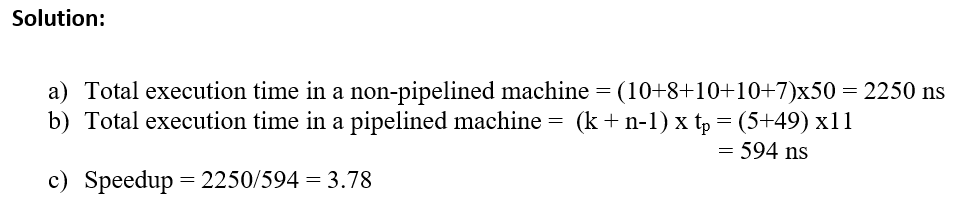 Solution:
a) Total execution time in a non-pipelined machine = (10+8+10+10+7)x50 = 2250 ns
b) Total execution time in a pipelined machine = (k + n-1) x tp = (5+49) x11
= 594 ns
c) Speedup = 2250/594 = 3.78